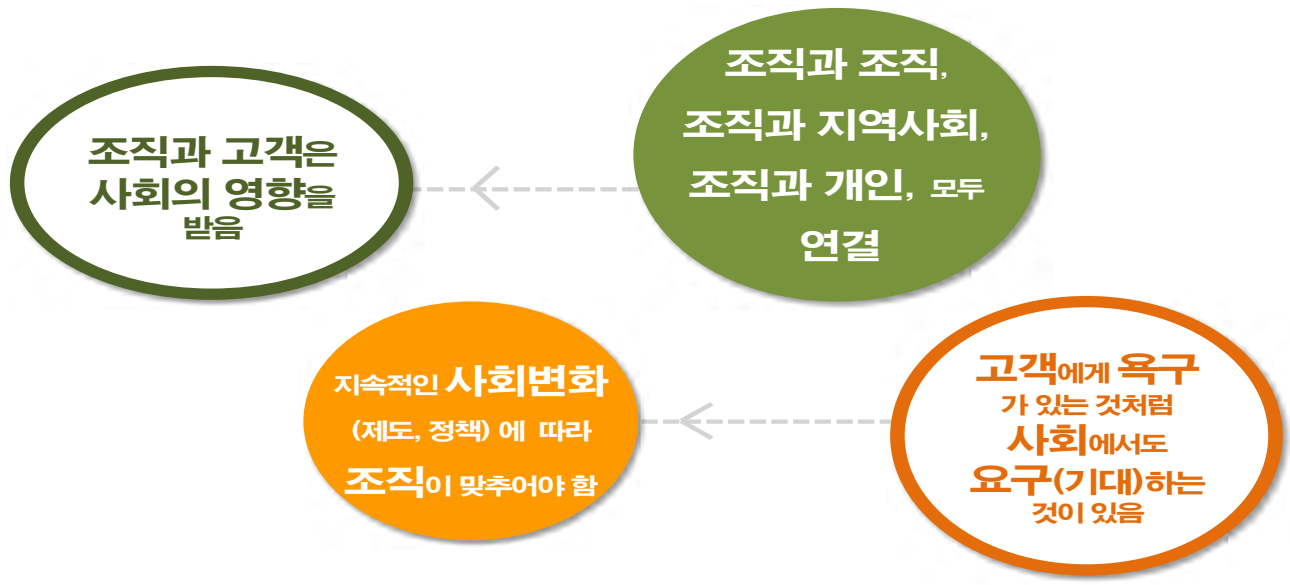 조직과 고객은
사회의 영향을
받음
조직과 조직,
조직과 지역사회,
조직과 개인, 모두
연결
지속적인 사회변화
(제도, 정책) 에 따라
조직이 맞추어야 함
고객에게 욕구
가 있는 것처럼
사회에서도
요구(기대)하는
것이 있음